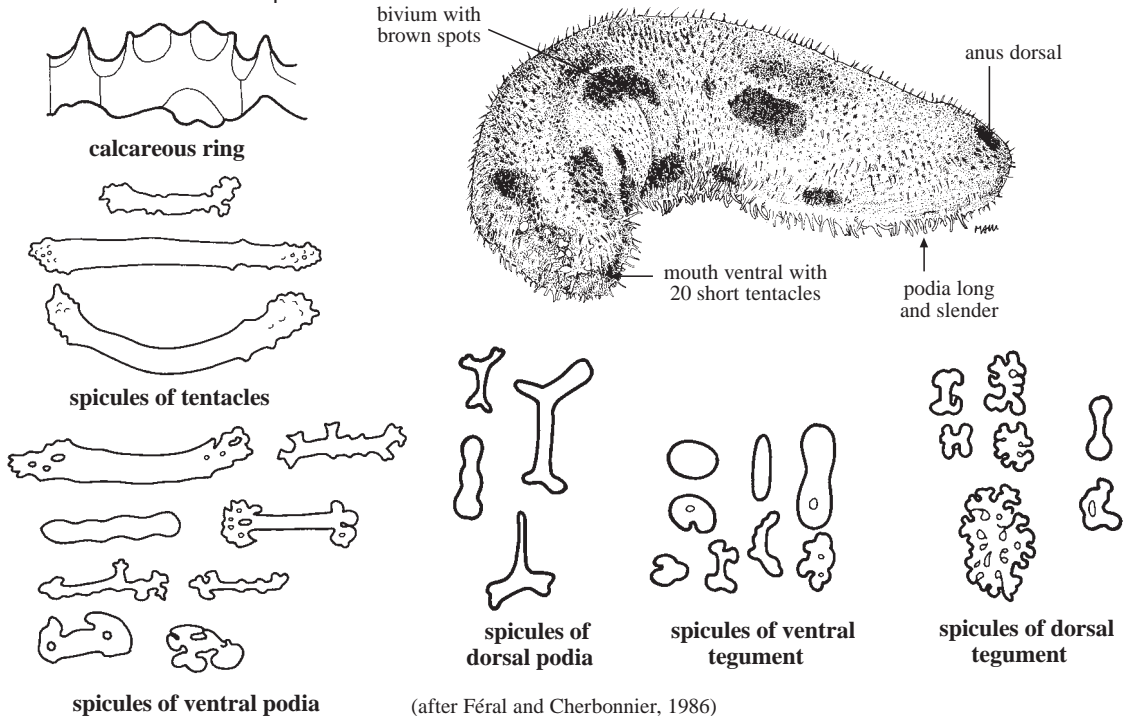 bivium with
brown spots
anus dorsal
calcareous ring
mouth ventral with
20 short tentacles
podia long
and slender
spicules of tentacles
spicules of
dorsal podia
spicules of ventral
tegument
spicules of dorsal
tegument
spicules of ventral podia
(after Féral and Cherbonnier, 1986)